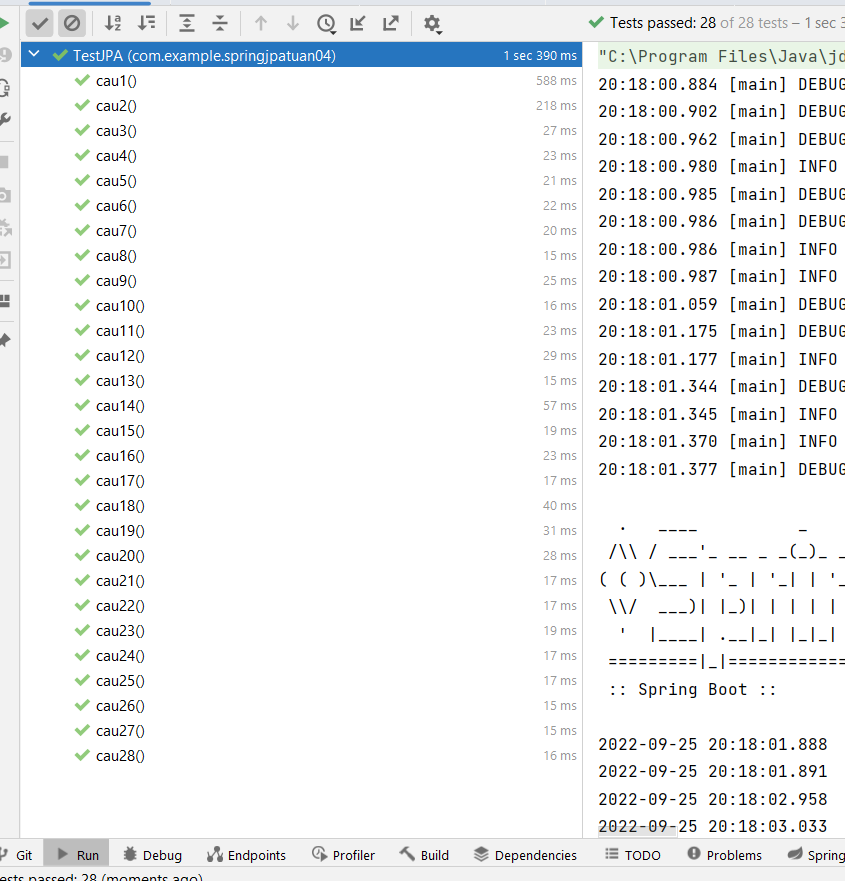 Tests passed: 28 of 28 tests – 1 sec 3
TestJPA (com.example.springjpatuan04) 1 sec 390 ms
cau1() 588 ms
cau2() 218 ms
cau3() 27 ms
cau4() 23 ms
cau5() 21 ms
cau6() 22 ms
cau7() 20 ms
cau8() 15 ms
cau9() 25 ms
cau10() 16 ms
cau11() 23 ms
cau12() 29 ms
cau13() 15 ms
cau14() 57 ms
cau15() 19 ms
cau16() 23 ms
cau17() 17 ms
cau18() 40 ms
cau19() 31 ms
cau20() 28 ms
cau21() 17 ms
cau22() 17 ms
cau23() 19 ms
cau24() 17 ms
cau25() 17 ms
cau26() 15 ms
cau27() 15 ms
cau28() 16 ms
"C:\Program Files\Java\jd
20:18:00.884 [main] DEBUG
20:18:00.902 [main] DEBUG
20:18:00.962 [main] DEBUG
20:18:00.980 [main] INFO
20:18:00.985 [main] DEBUG
20:18:00.986 [main] DEBUG
20:18:00.986 [main] INFO
20:18:00.987 [main] INFO
20:18:01.059 [main] DEBUG
20:18:01.175 [main] DEBUG
20:18:01.177 [main] INFO
20:18:01.344 [main] DEBUG
20:18:01.345 [main] INFO
20:18:01.370 [main] INFO
20:18:01.377 [main] DEBUG
  .   ____          _
 /\\ / ___'_ __ _ _(_)_ _
( ( )\___ | '_ | '_| | '_
 \\/  ___)| |_)| | | | |
  '  |____| .__|_| |_|_|
 =========|_|============
 :: Spring Boot ::
2022-09-25 20:18:01.888
2022-09-25 20:18:01.891
2022-09-25 20:18:02.958
2022-09-25 20:18:03.033
Git Run Debug Endpoints Profiler Build Dependencies TODO Problems Spring
ests passed: 28 (moments ago)